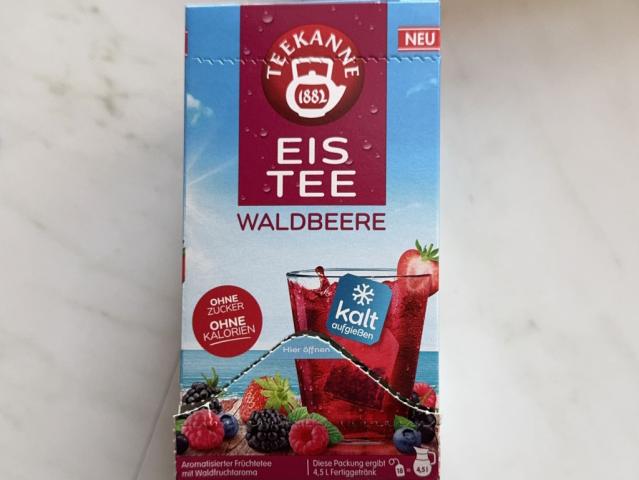 TEEKANNE
1882
NEU
EIS
TEE
WALDBEERE
OHNE
ZUCKER
OHNE
KALORIEN
kalt
aufgießen
Hier öffnen
Aromatisierter Früchtetee
mit Waldfruchtaroma
Diese Packung ergibt
4,5 L Fertiggetränk
18 = 4,5 l